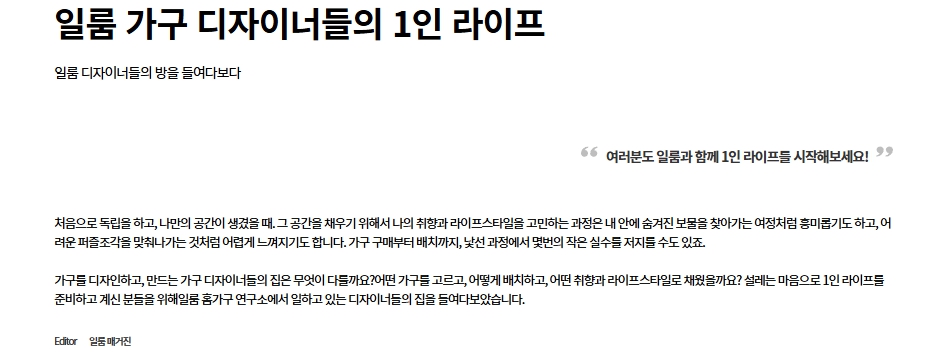 일룸 가구 디자이너들의 1인 라이프
일룸 디자이너들의 방을 들여다보다
“ 여러분도 일룸과 함께 1인 라이프를 시작해보세요! ”
처음으로 독립을 하고, 나만의 공간이 생겼을 때. 그 공간을 채우기 위해서 나의 취향과 라이프스타일을 고민하는 과정은 내 안에 숨겨진 보물을 찾아가는 여정처럼 흥미롭기도 하고, 어
려운 퍼즐조각을 맞춰나가는 것처럼 어렵게 느껴지기도 합니다. 가구 구매부터 배치까지, 낯선 과정에서 몇번의 작은 실수를 저지를 수도 있죠.
가구를 디자인하고, 만드는 가구 디자이너들의 집은 무엇이 다를까요?어떤 가구를 고르고, 어떻게 배치하고, 어떤 취향과 라이프스타일로 채웠을까요? 설레는 마음으로 1인 라이프를
준비하고 계신 분들을 위해일룸 홈가구 연구소에서 일하고 있는 디자이너들의 집을 들여다보았습니다.
Editor 일룸 매거진